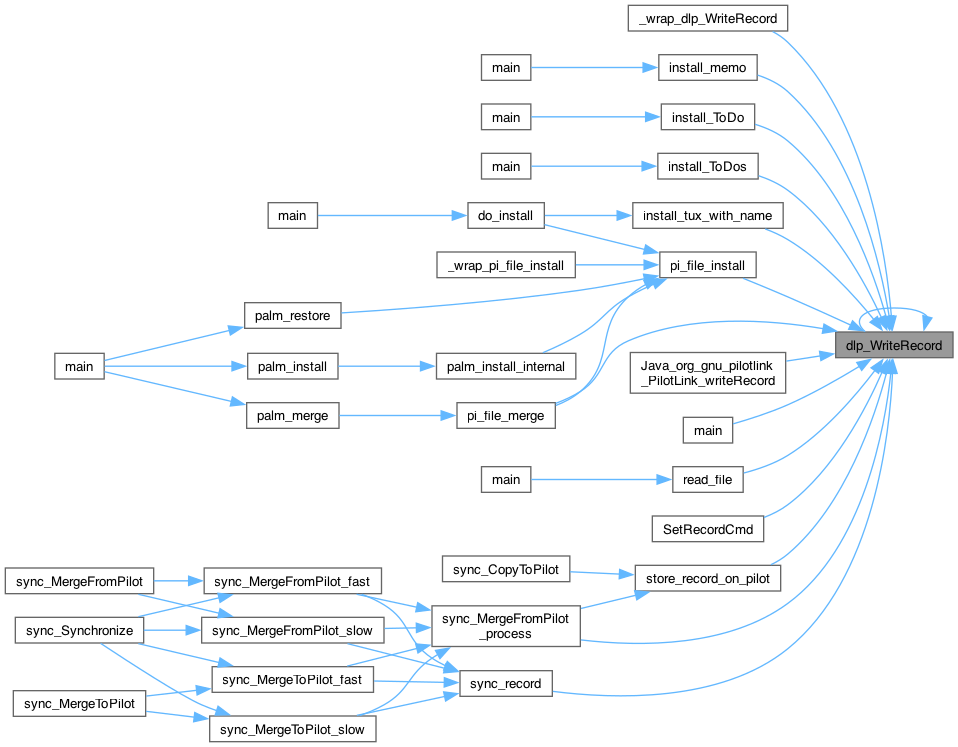 _wrap_dlp_WriteRecord
main
install_memo
main
install_ToDo
main
install_ToDos
main
do_install
install_tux_with_name
_wrap_pi_file_install
pi_file_install
palm_restore
dlp_WriteRecord
main
palm_install
palm_install_internal
Java_org_gnu_pilotlink
_PilotLink_writeRecord
palm_merge
pi_file_merge
main
main
read_file
SetRecordCmd
sync_CopyToPilot
store_record_on_pilot
sync_MergeFromPilot
sync_MergeFromPilot_fast
sync_MergeFromPilot
_process
sync_Synchronize
sync_MergeFromPilot_slow
sync_MergeToPilot_fast
sync_record
sync_MergeToPilot
sync_MergeToPilot_slow